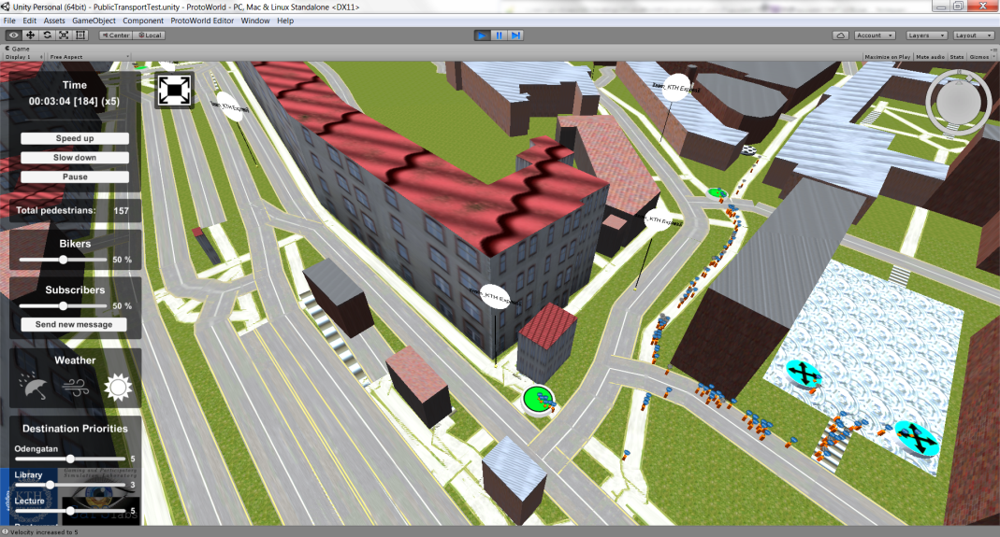 Unity Personal (64bit) - PublicTransportTest.unity - ProtoWorld - PC, Mac & Linux Standalone <DX11>
File Edit Assets GameObject Component ProtoWorld Editor Window Help
Center Local Account Layers Layout
Game
Display 1 Free Aspect Maximize on Play Mute audio Stats Gizmos
Time
00:03:04 [184] (x5)
Speed up
Slow down
Pause
Total pedestrians: 157
Bikers
50 %
Subscribers
50 %
Send new message
Weather
Destination Priorities
Odengatan
5
Library
3
Lecture
5
KTH Express
KTH Express
KTH Express
KTH Express
KTH
Velocity increased to 5